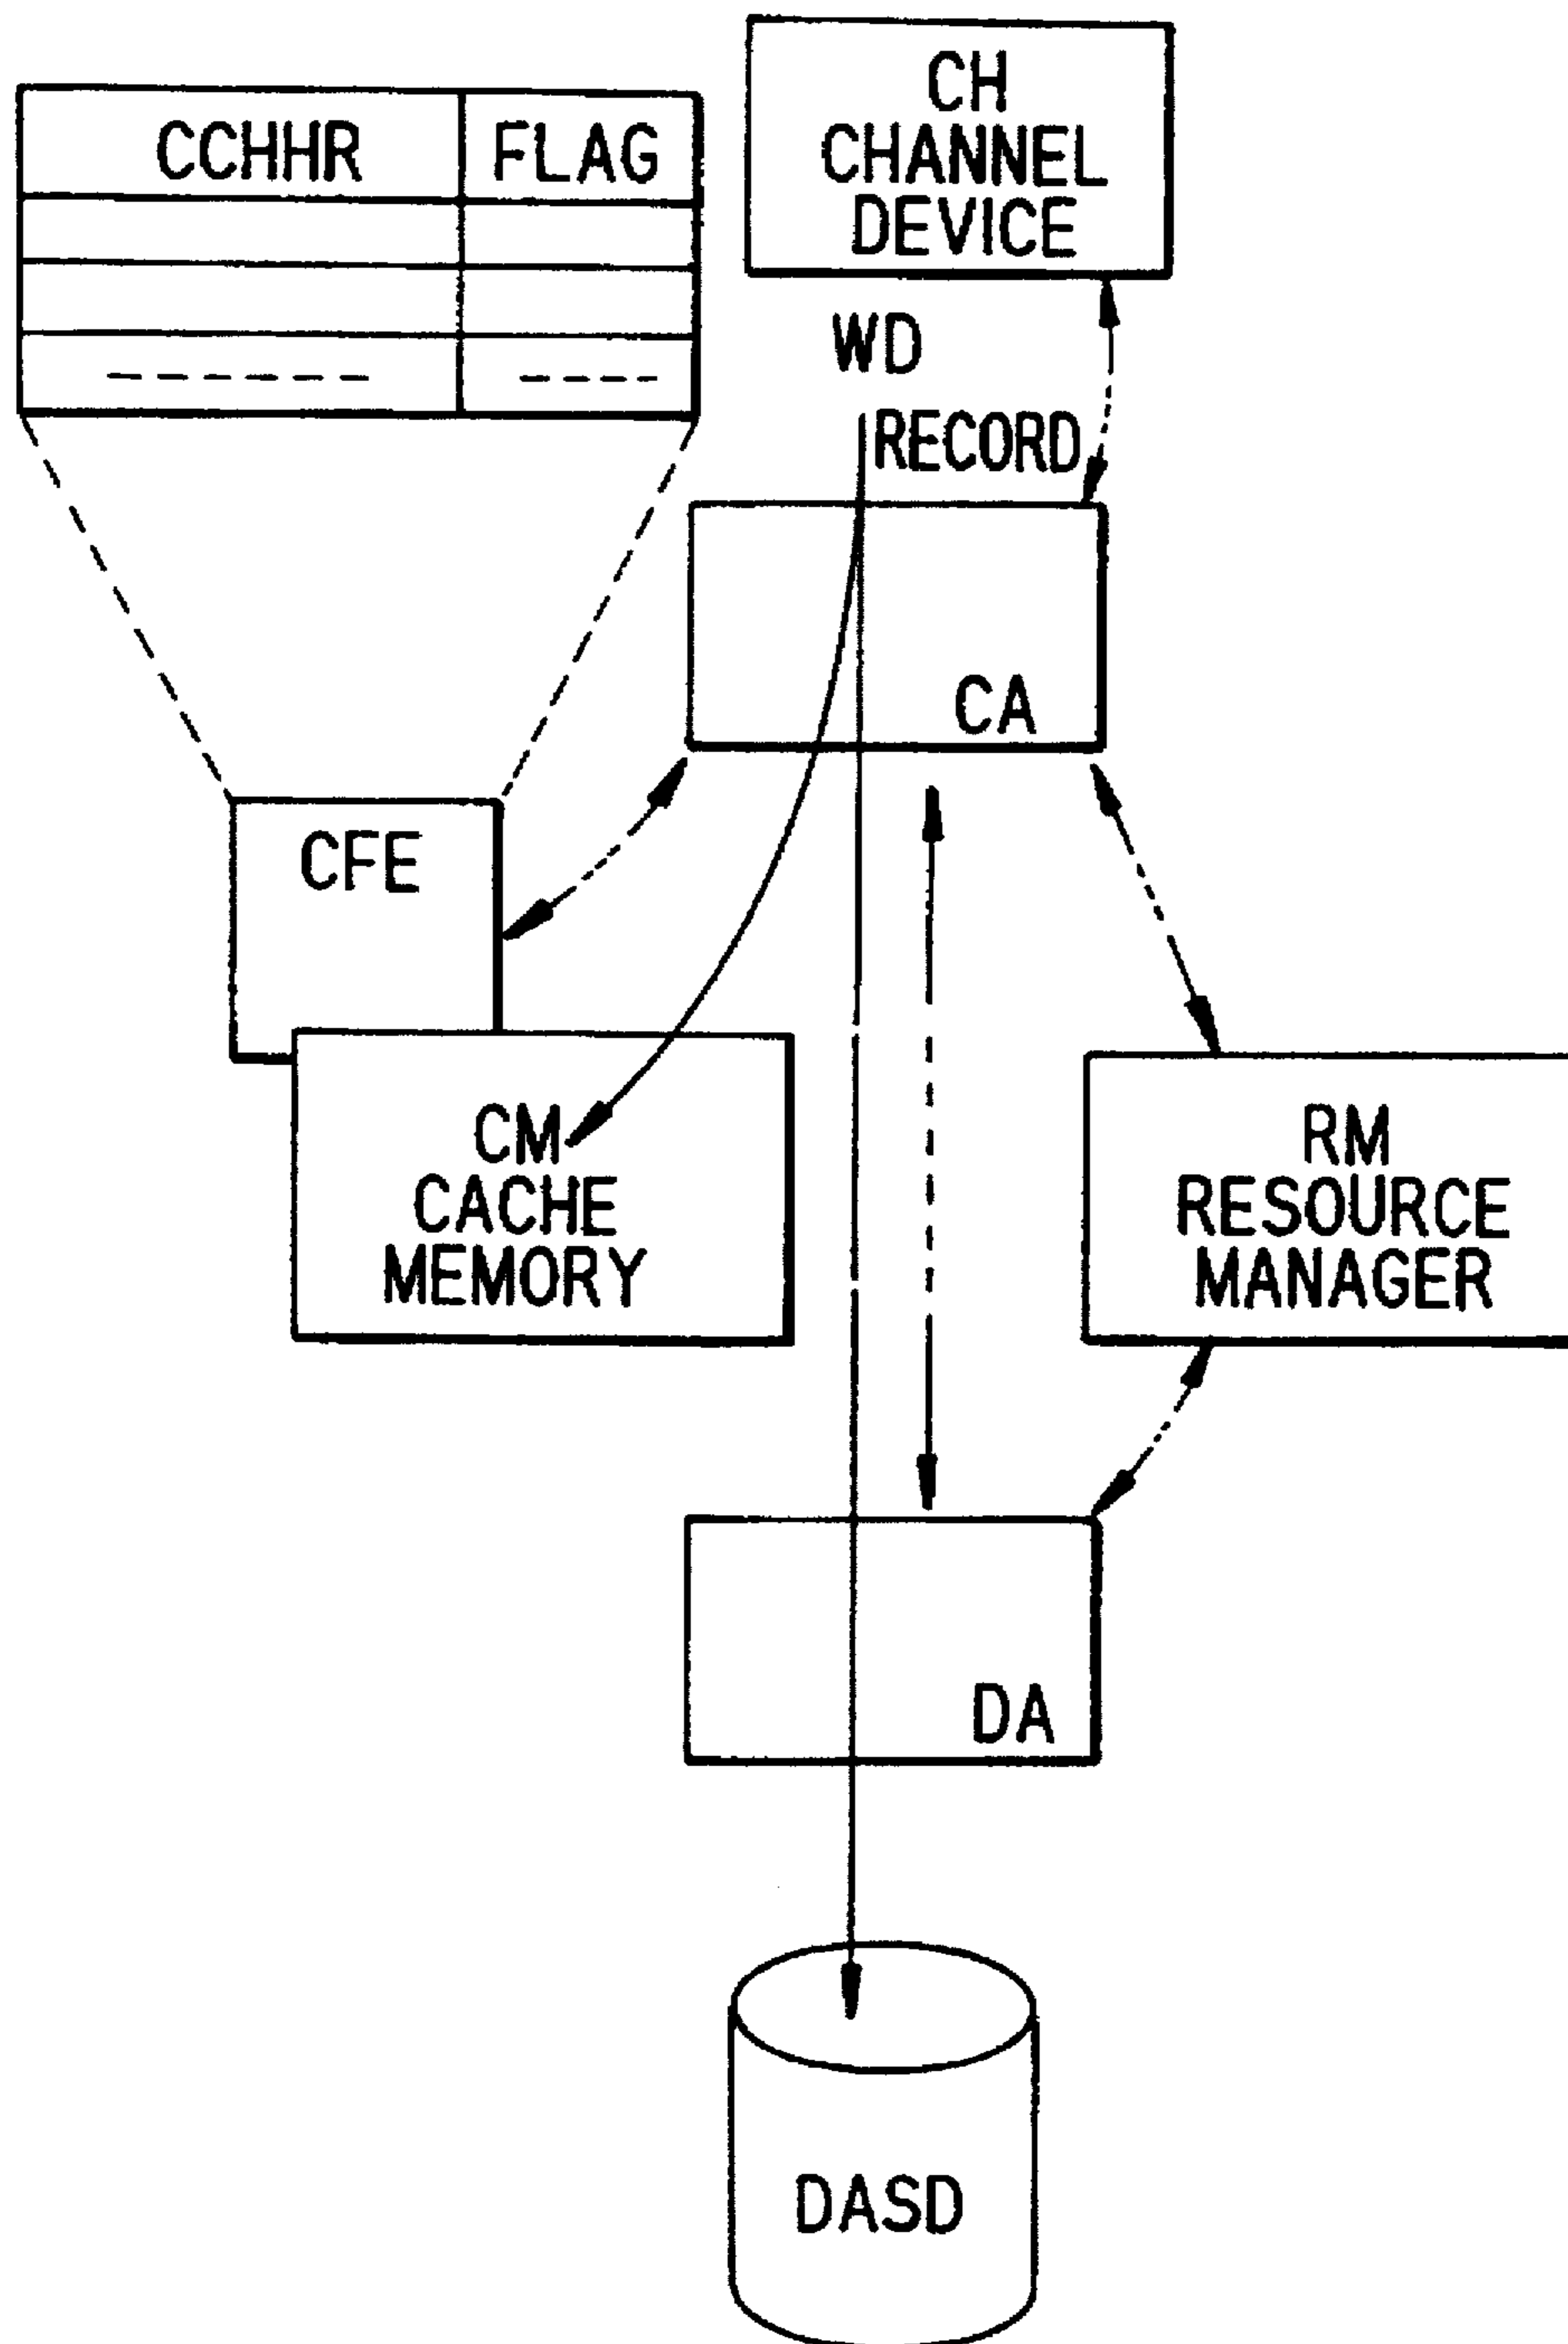 CH
CHANNEL
DEVICE
CCHHR FLAG
WD
RECORD
CA
CFE
CM
CACHE
MEMORY
RM
RESOURCE
MANAGER
DA
DASD